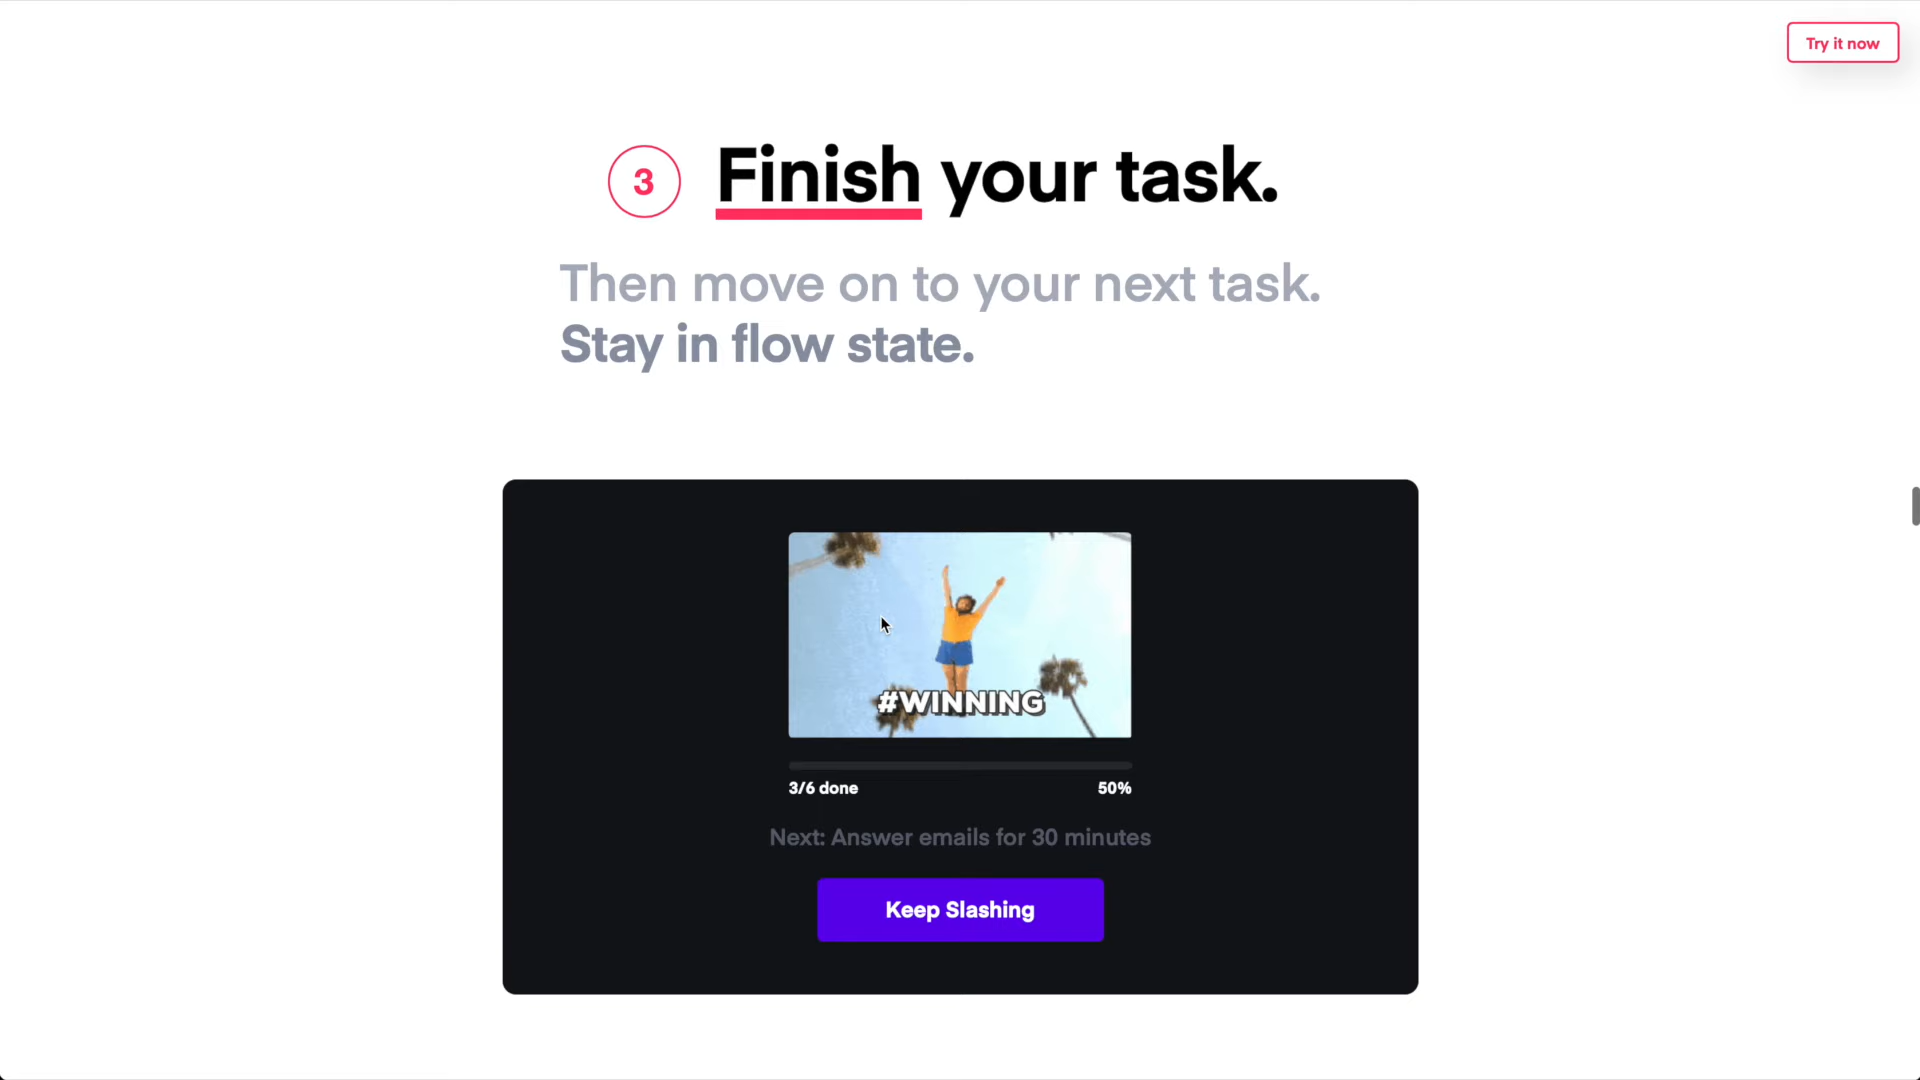 Try it now
3
Finish your task.
Then move on to your next task.
Stay in flow state.
#WINNING
3/6 done
50%
Next: Answer emails for 30 minutes
Keep Slashing